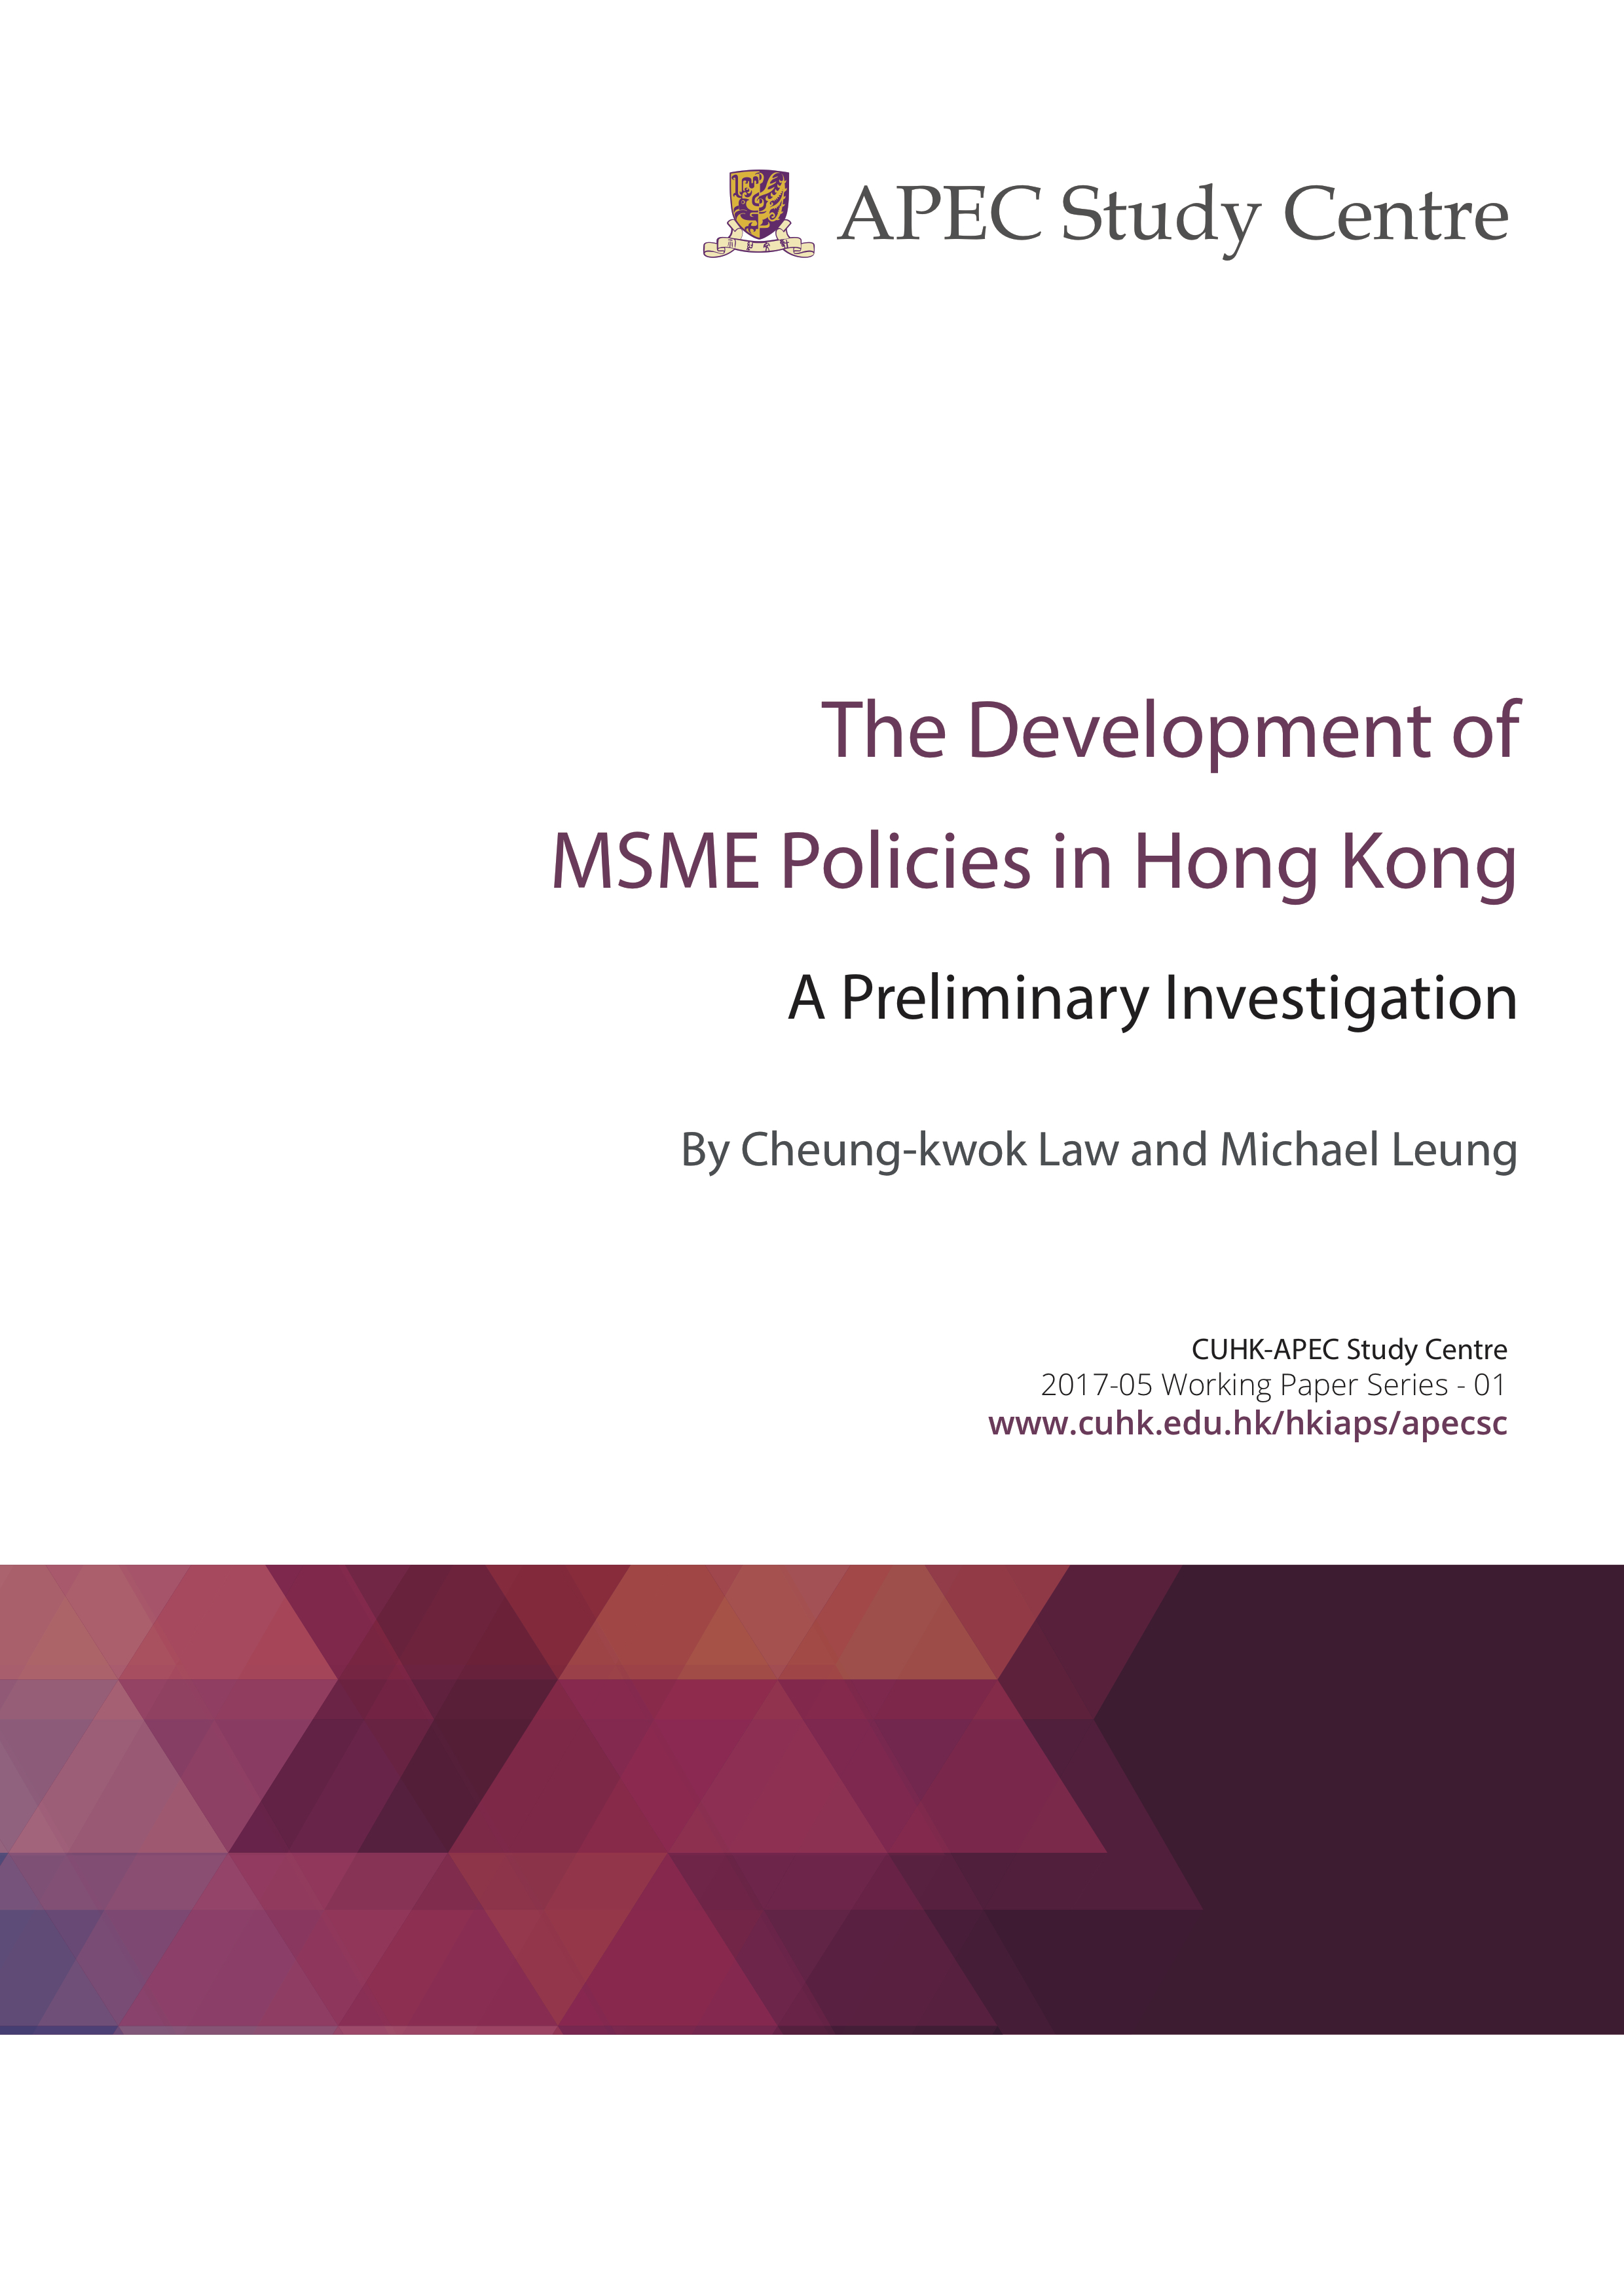 APEC Study Centre
The Development of
MSME Policies in Hong Kong
A Preliminary Investigation
By Cheung-kwok Law and Michael Leung
CUHK-APEC Study Centre
2017-05 Working Paper Series - 01
www.cuhk.edu.hk/hkiaps/apecsc